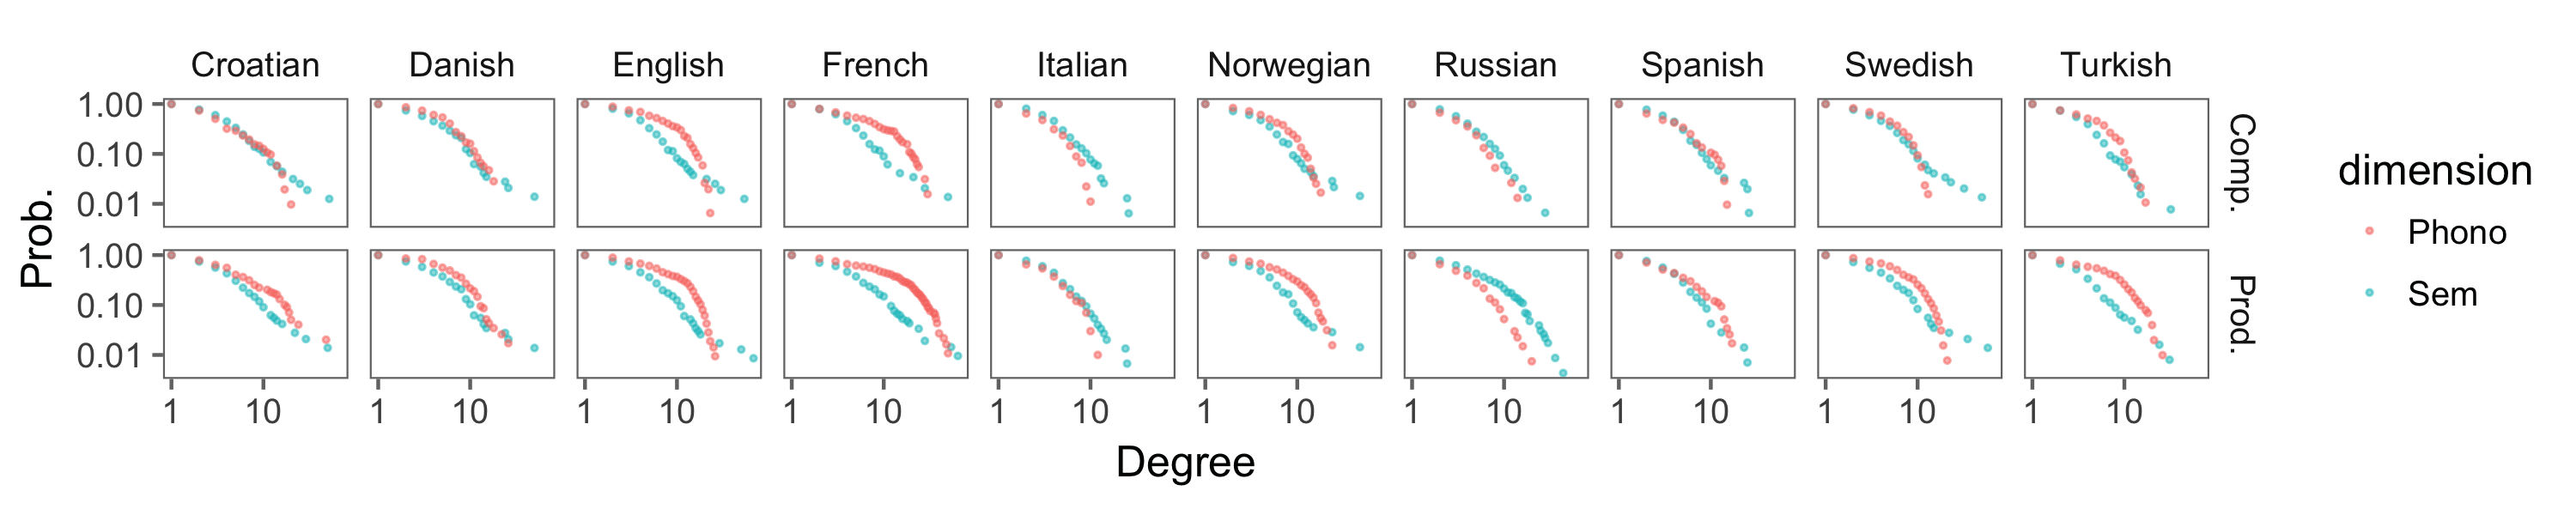 Croatian Danish English French Italian Norwegian Russian Spanish Swedish Turkish
1.00
0.10
0.01
Comp.
1.00
0.10
0.01
Prod.
Prob.
1 10 1 10 1 10 1 10 1 10 1 10 1 10 1 10 1 10 1 10
Degree
dimension
Phono
Sem